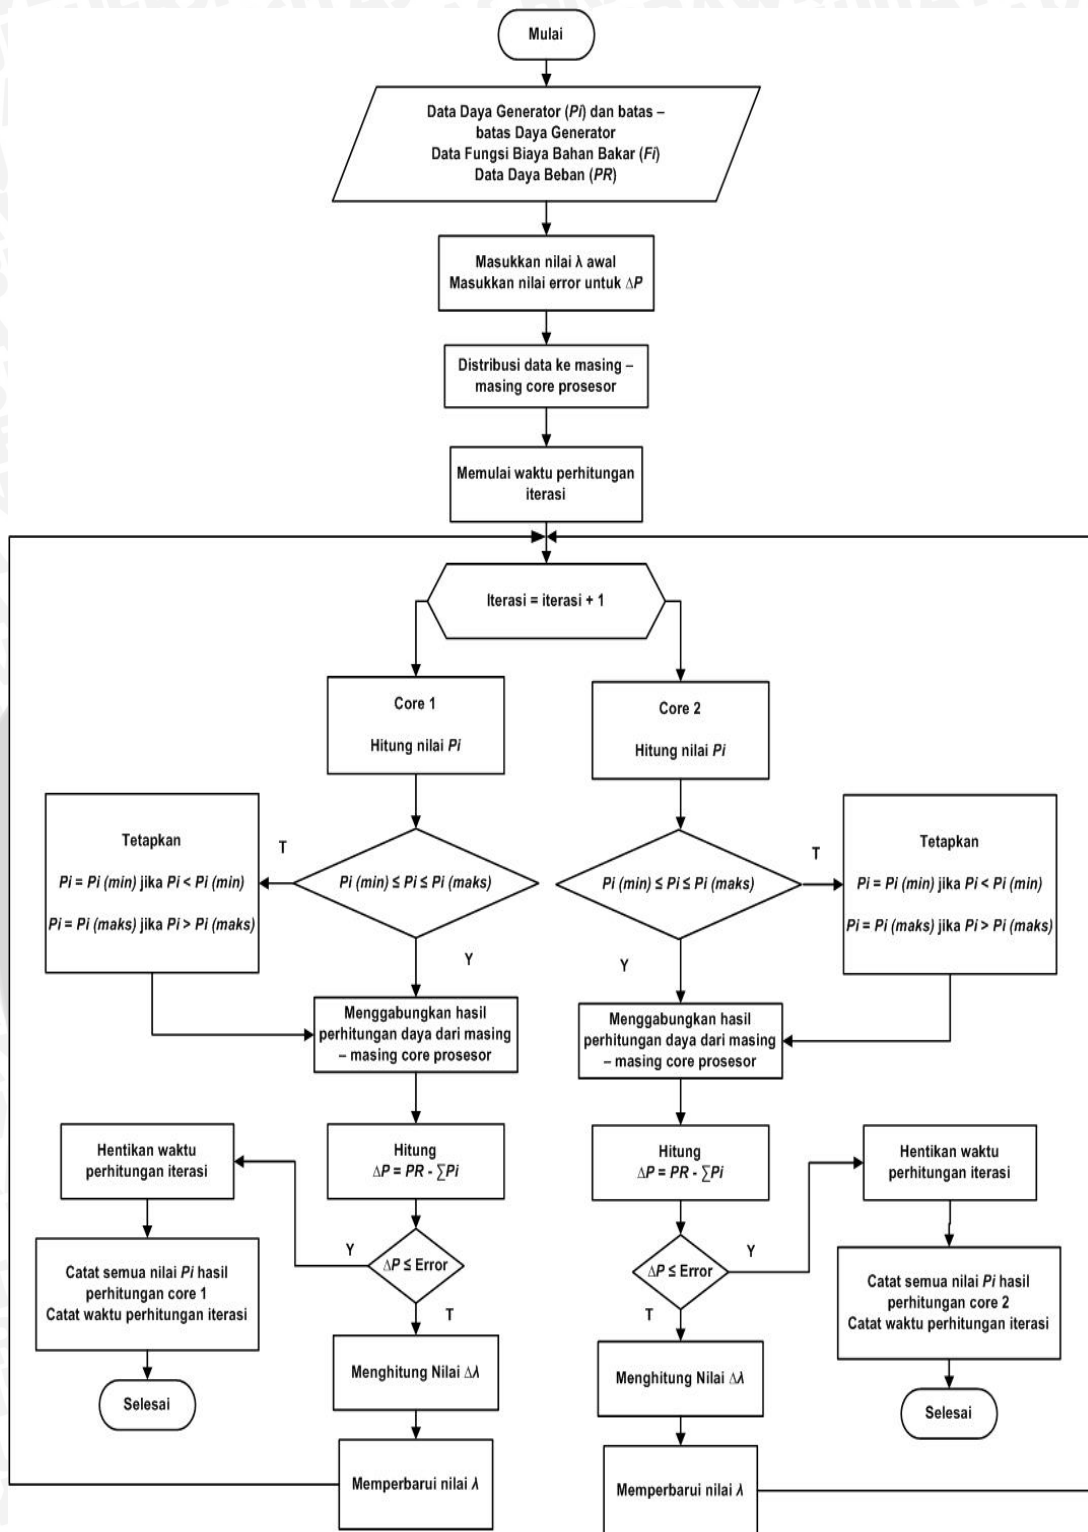 Mulai
Data Daya Generator (Pi) dan batas –
batas Daya Generator
Data Fungsi Biaya Bahan Bakar (Fi)
Data Daya Beban (PR)
Masukkan nilai λ awal
Masukkan nilai error untuk ∆P
Distribusi data ke masing –
masing core prosesor
Memulai waktu perhitungan
iterasi
Iterasi = iterasi + 1
Core 1
Hitung nilai Pi
Core 2
Hitung nilai Pi
Tetapkan
Pi = Pi (min) jika Pi < Pi (min)
Pi = Pi (maks) jika Pi > Pi (maks)
T
Pi (min) ≤ Pi ≤ Pi (maks)
Y
Pi (min) ≤ Pi ≤ Pi (maks)
T
Y
Tetapkan
Pi = Pi (min) jika Pi < Pi (min)
Pi = Pi (maks) jika Pi > Pi (maks)
Menggabungkan hasil
perhitungan daya dari masing
– masing core prosesor
Menggabungkan hasil
perhitungan daya dari masing
– masing core prosesor
Hentikan waktu
perhitungan iterasi
Hitung
∆P = PR - ∑Pi
Hitung
∆P = PR - ∑Pi
Hentikan waktu
perhitungan iterasi
Catat semua nilai Pi hasil
perhitungan core 1
Catat waktu perhitungan iterasi
Y
∆P ≤ Error
T
∆P ≤ Error
Y
T
Catat semua nilai Pi hasil
perhitungan core 2
Catat waktu perhitungan iterasi
Selesai
Menghitung Nilai ∆λ
Menghitung Nilai ∆λ
Selesai
Memperbarui nilai λ
Memperbarui nilai λ